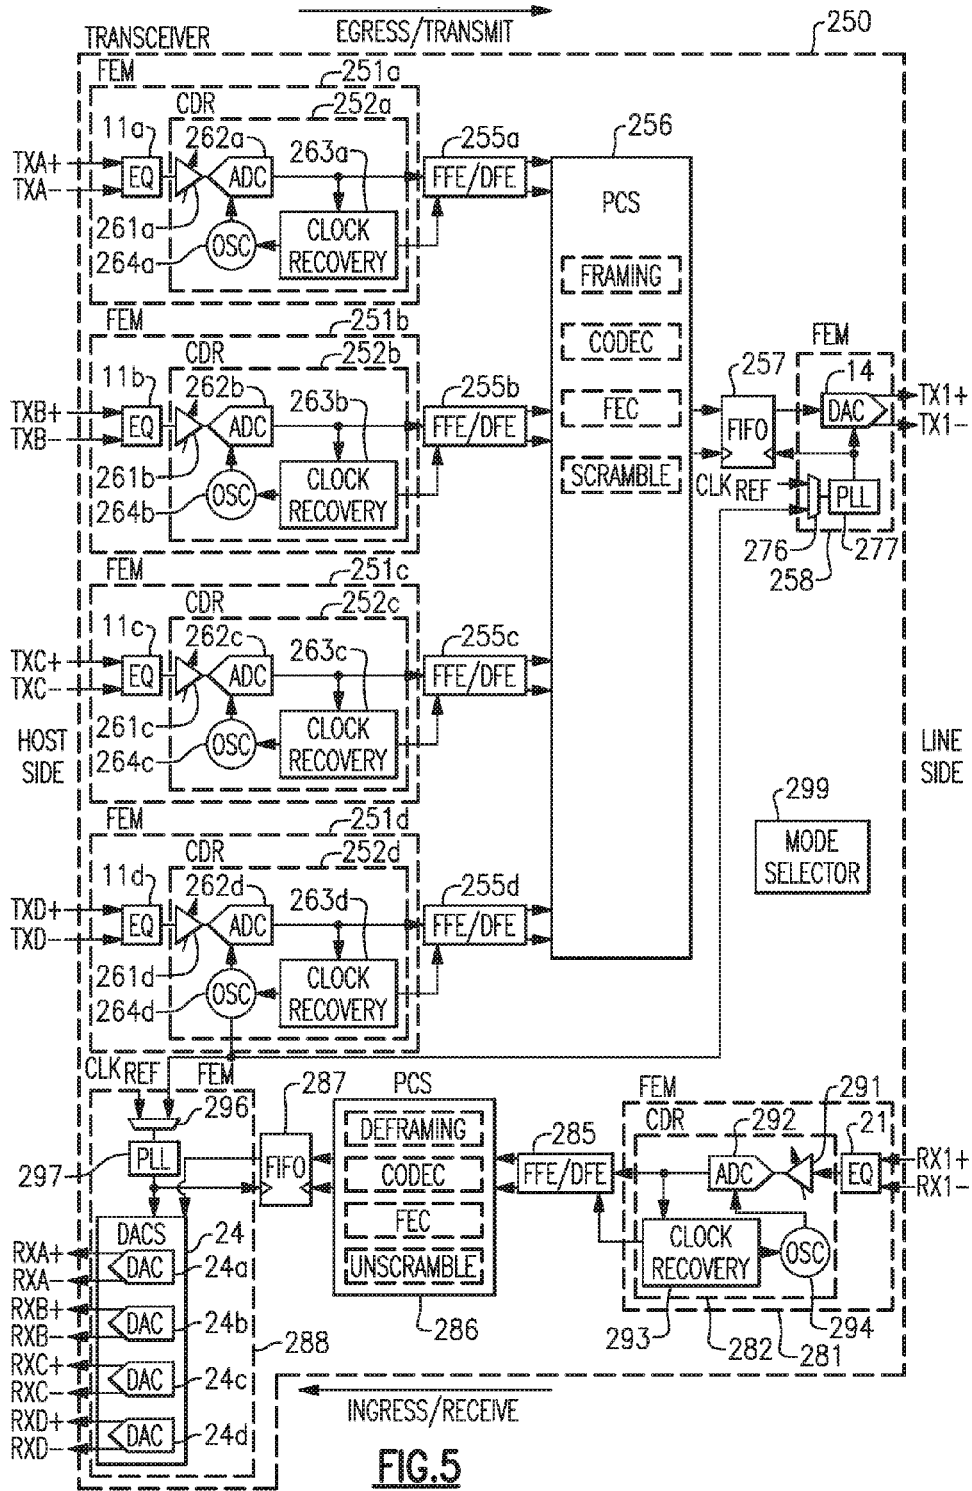 EGRESS/TRANSMIT
250
TRANSCEIVER
FEM
251a
CDR
252a
11a
262a
263a
255a
256
TXA+
TXA-
EQ
ADC
FFE/DFE
PCS
261a
264a
OSC
CLOCK
RECOVERY
FRAMING
CODEC
FEC
SCRAMBLE
FEM
251b
CDR
252b
11b
262b
263b
255b
TXB+
TXB-
EQ
ADC
FFE/DFE
261b
264b
OSC
CLOCK
RECOVERY
257
FIFO
FEM
14
DAC
TX1+
TX1-
CLK REF
PLL
276
277
258
FEM
251c
CDR
252c
11c
262c
263c
255c
TXC+
TXC-
EQ
ADC
FFE/DFE
261c
264c
OSC
CLOCK
RECOVERY
HOST
SIDE
LINE
SIDE
299
MODE
SELECTOR
FEM
251d
CDR
252d
11d
262d
263d
255d
TXD+
TXD-
EQ
ADC
FFE/DFE
261d
264d
OSC
CLOCK
RECOVERY
CLK REF
FEM
296
297
PLL
287
FIFO
PCS
DEFRAMING
CODEC
FEC
UNSCRAMBLE
286
285
FFE/DFE
FEM
CDR
292
291
21
ADC
EQ
RX1+
RX1-
CLOCK
RECOVERY
OSC
293
282
281
294
DACS
24
RXA+
RXA-
DAC
24a
RXB+
RXB-
DAC
24b
288
RXC+
RXC-
DAC
24c
RXD+
RXD-
DAC
24d
INGRESS/RECEIVE
FIG.5